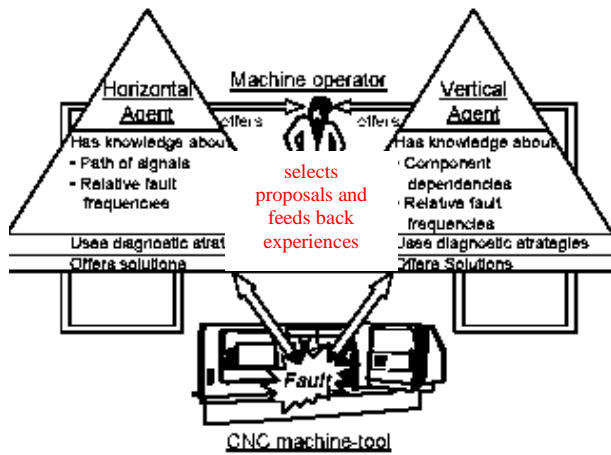 Horizontal
Agent
Has knowledge about
- Path of signals
- Relative fault
frequencies
Uses diagnostic strat
Offers solutions
Machine operator
offers
offers
selects
proposals and
feeds back
experiences
Vertical
Agent
Has knowledge about
- Component
dependencies
- Relative fault
frequencies
Uses diagnostic strategies
Offers Solutions
Fault
CNC machine-tool